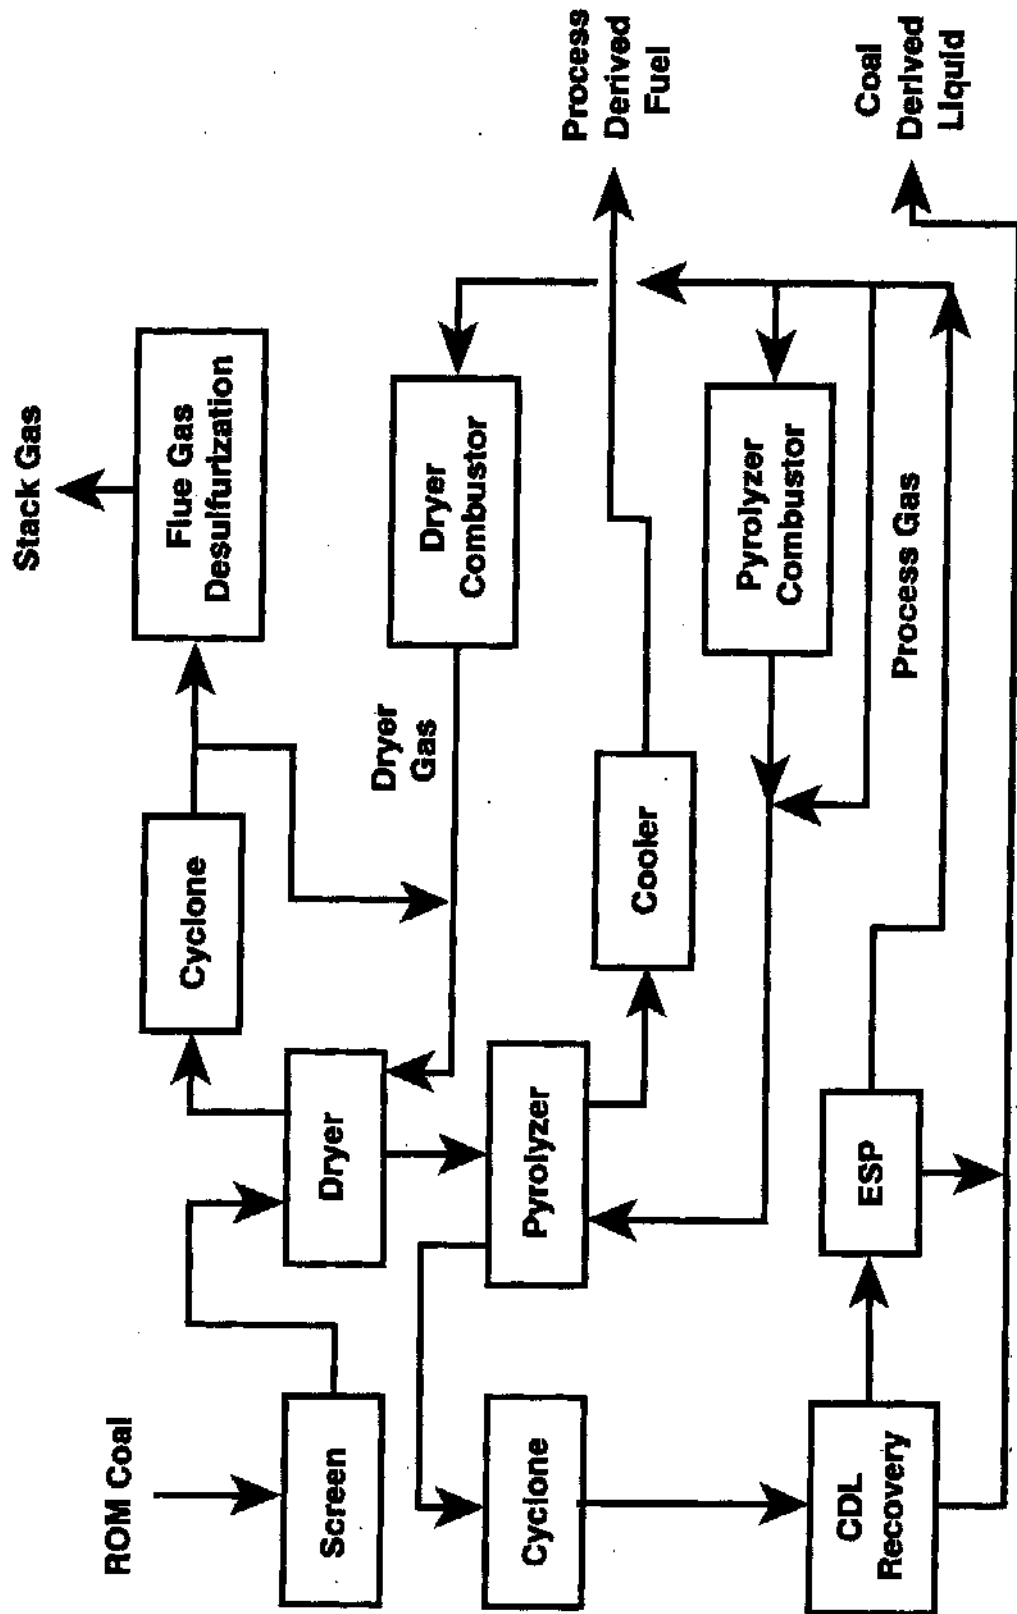 Stack Gas
Flue Gas
Desulfurization
Cyclone
ROM Coal
Screen
Dryer
Dryer
Gas
Dryer
Combustor
Process
Derived
Fuel
Cyclone
Pyrolyzer
Cooler
Pyrolyzer
Combustor
CDL
Recovery
ESP
Process Gas
Coal
Derived
Liquid